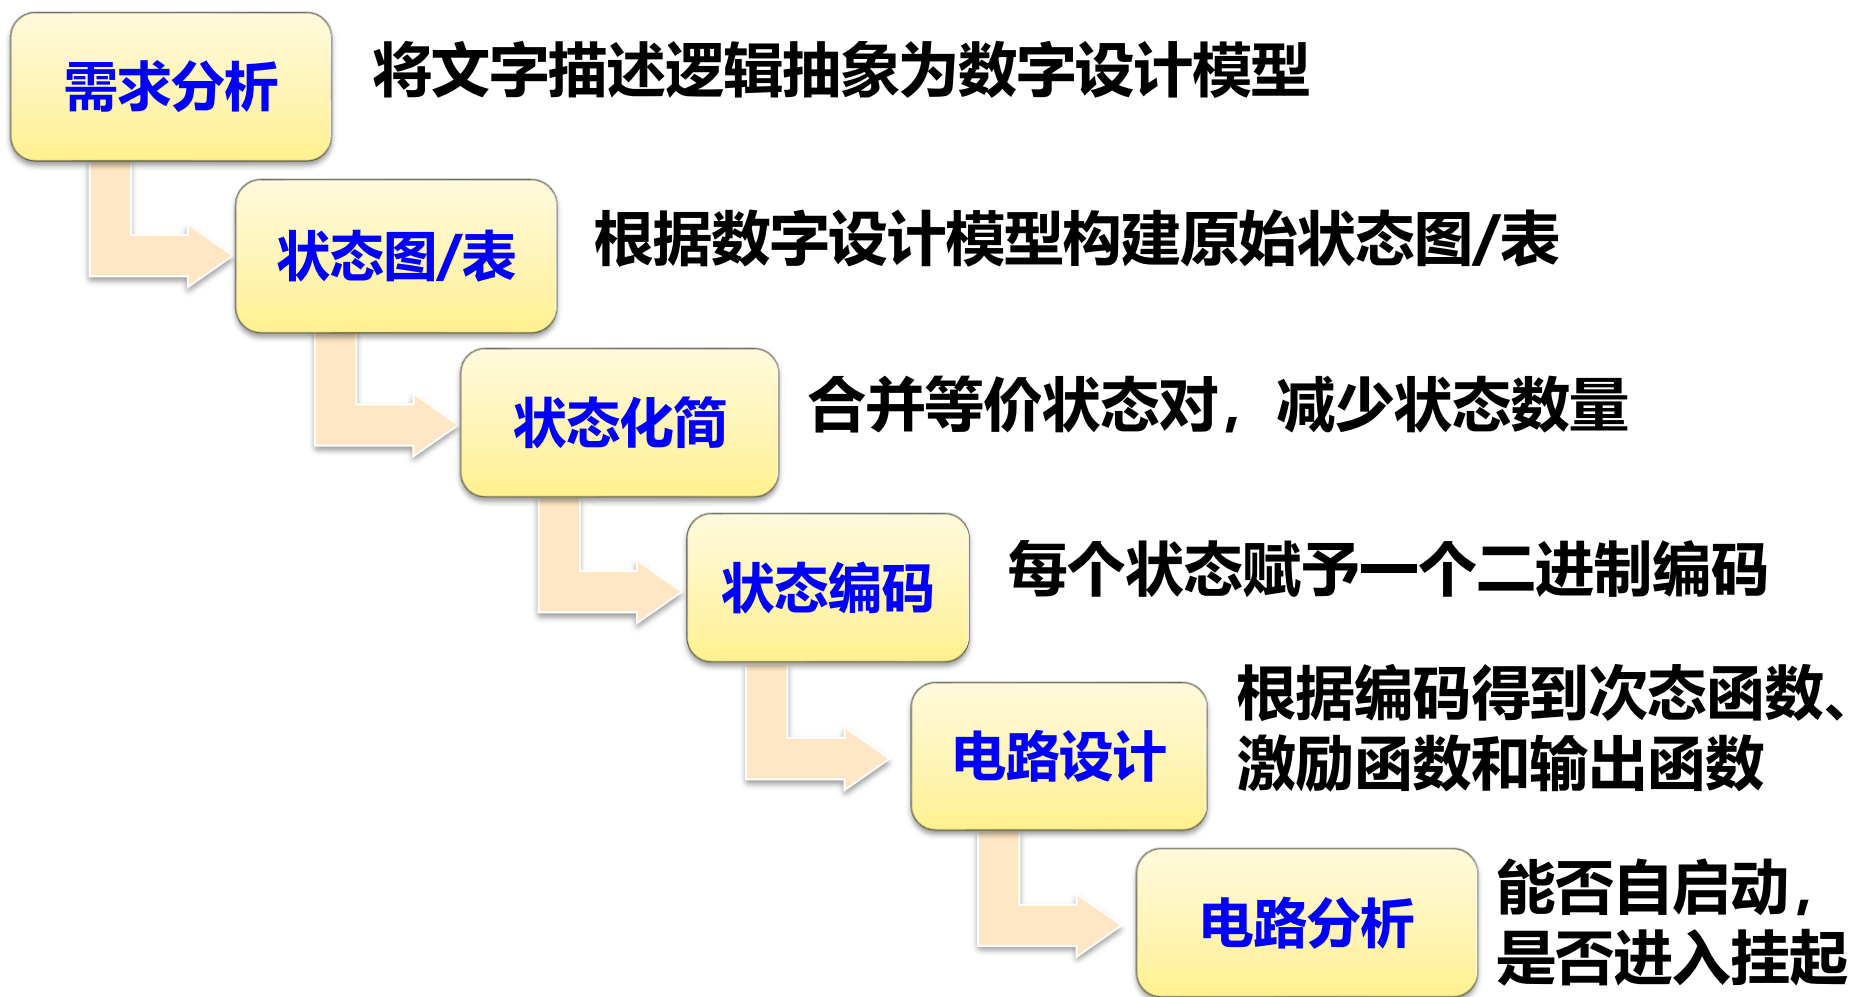 需求分析
将文字描述逻辑抽象为数字设计模型
状态图/表
根据数字设计模型构建原始状态图/表
状态化简
合并等价状态对，减少状态数量
状态编码
每个状态赋予一个二进制编码
电路设计
根据编码得到次态函数、
激励函数和输出函数
电路分析
能否自启动，
是否进入挂起